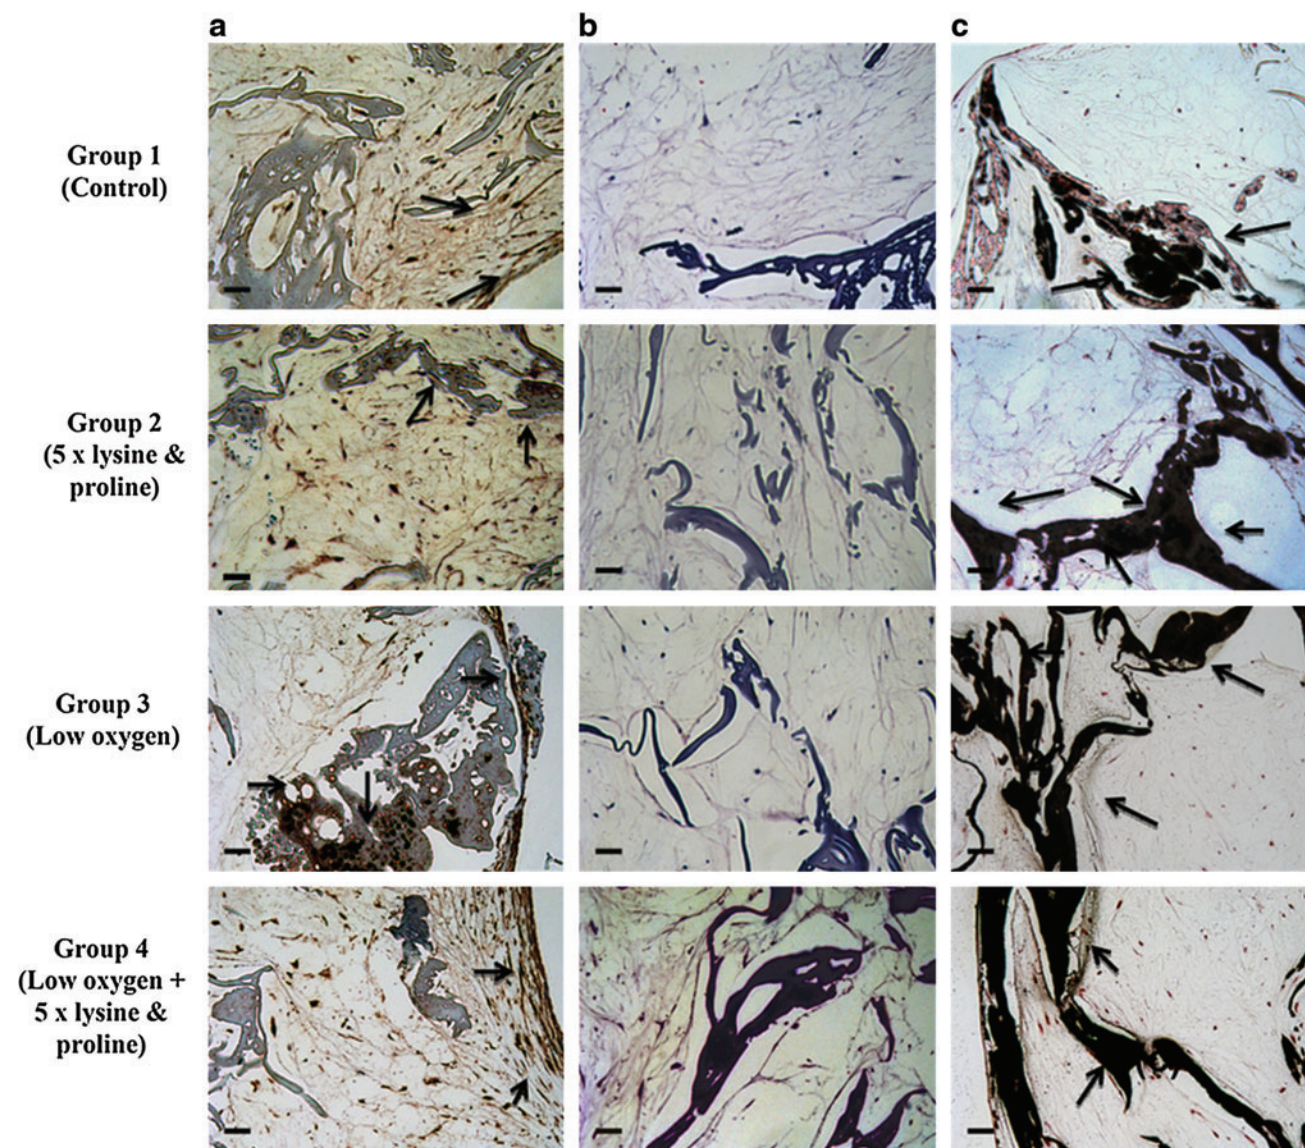 a b c
Group 1
(Control)
Group 2
(5 x lysine &
proline)
Group 3
(Low oxygen)
Group 4
(Low oxygen +
5 x lysine &
proline)